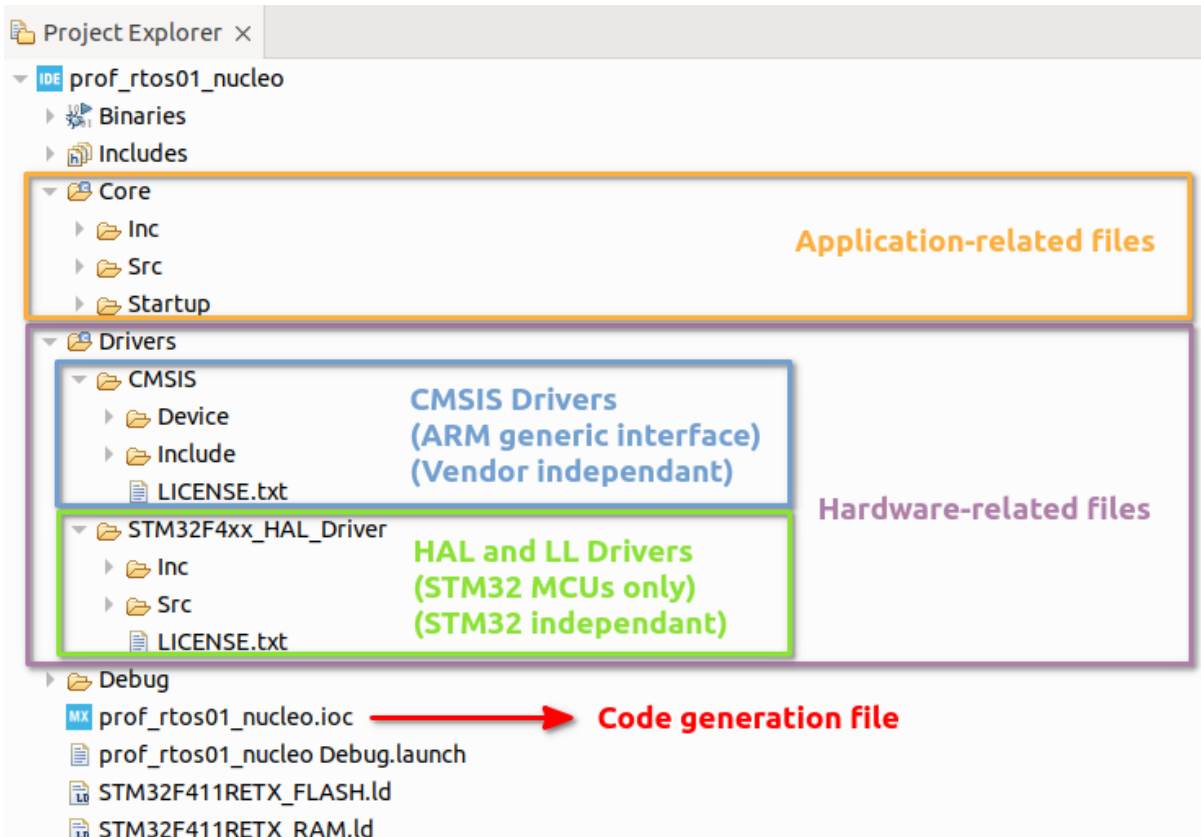 Project Explorer ×
IDE prof_rtos01_nucleo
Binaries
Includes
Core
Inc
Application-related files
Src
Startup
Drivers
CMSIS
CMSIS Drivers
Device
(ARM generic interface)
Include
(Vendor independant)
LICENSE.txt
Hardware-related files
STM32F4xx_HAL_Driver
HAL and LL Drivers
Inc
(STM32 MCUs only)
Src
(STM32 independant)
LICENSE.txt
Debug
MX prof_rtos01_nucleo.ioc Code generation file
prof_rtos01_nucleo Debug.launch
STM32F411RETX_FLASH.ld
STM32F411RETX_RAM.ld